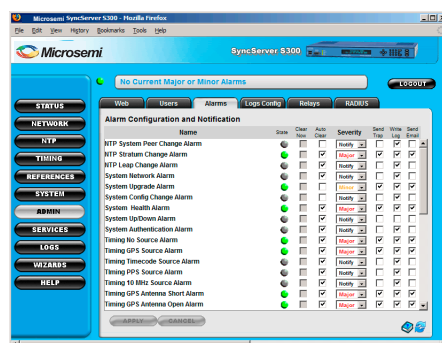 Microsemi SyncServer S300 - Mozilla Firefox
File Edit View History Bookmarks Tools Help
Microsemi
SyncServer S300
No Current Major or Minor Alarms
LOGOUT
STATUS
NETWORK
NTP
TIMING
REFERENCES
SYSTEM
ADMIN
SERVICES
LOGS
WIZARDS
HELP
Web Users Alarms Logs Config Relays RADIUS
Alarm Configuration and Notification
Name State Clear Now Auto Clear Severity Send Trap Write Log Send Email
NTP System Peer Change Alarm Notify
NTP Stratum Change Alarm Major
NTP Leap Change Alarm Notify
System Network Alarm Notify
System Upgrade Alarm Minor
System Config Change Alarm Notify
System Health Alarm Major
System Up/Down Alarm Notify
System Authentication Alarm Notify
Timing No Source Alarm Major
Timing GPS Source Alarm Major
Timing Timecode Source Alarm Notify
Timing PPS Source Alarm Notify
Timing 10 MHz Source Alarm Notify
Timing GPS Antenna Short Alarm Major
Timing GPS Antenna Open Alarm Major
APPLY CANCEL